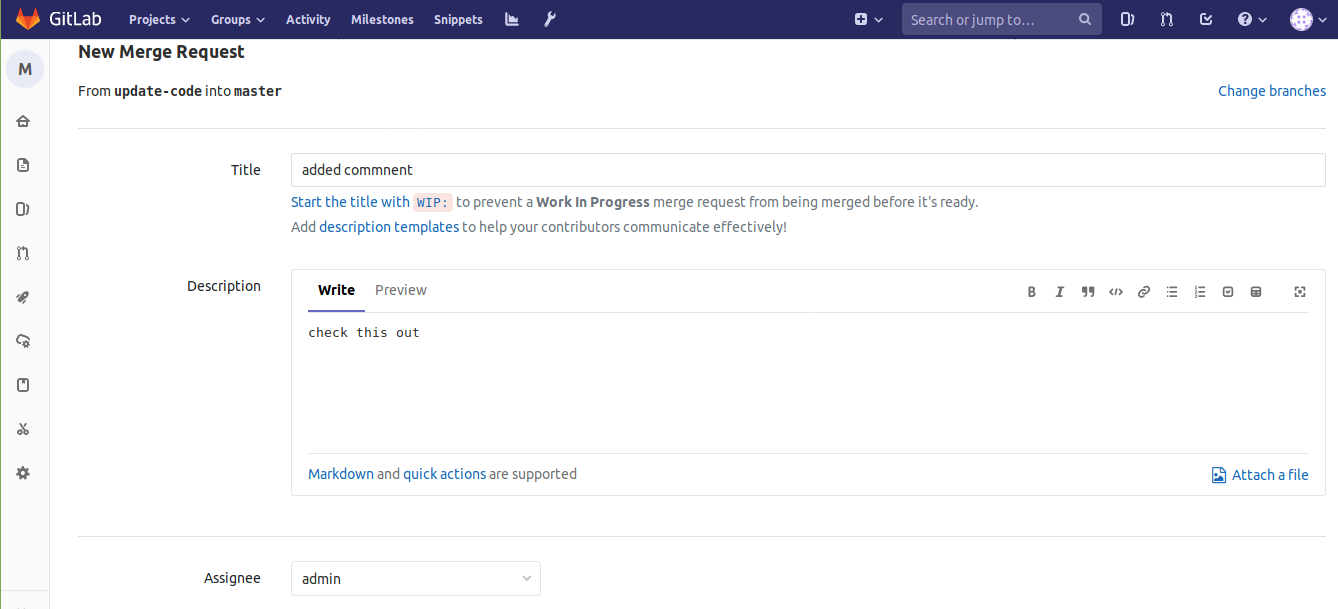 GitLab Projects Groups Activity Milestones Snippets Search or jump to...
New Merge Request
M
From update-code into master Change branches
Title added commnent
Start the title with WIP: to prevent a Work In Progress merge request from being merged before it's ready.
Add description templates to help your contributors communicate effectively!
Description Write Preview
check this out
Markdown and quick actions are supported Attach a file
Assignee admin